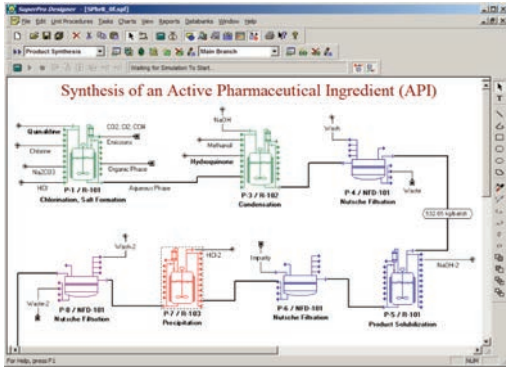 SuperPro Designer - [SPhr8_0f.spf]
File Edit Unit Procedures Tasks Charts View Reports Databanks Window Help
Product Synthesis Main Branch
Waiting for Simulation To Start...
Synthesis of an Active Pharmaceutical Ingredient (API)
Quinaldine
Chlorine
Na2CO3
HCl
CO2, Cl2, CCl4
Emissions
Organic Phase
Aqueous Phase
P-1 / R-101
Chlorination, Salt Formation
NaOH
Methanol
Hydroquinone
P-3 / R-102
Condensation
Wash
Waste
P-4 / NFD-101
Nutsche Filtration
NaOH-2
P-5 / R-101
Product Solubilization
Impurity
P-6 / NFD-101
Nutsche Filtration
HCl-2
P-7 / R-103
Precipitation
Wash-2
Waste-2
P-8 / NFD-101
Nutsche Filtration
For Help, press F1
NUM